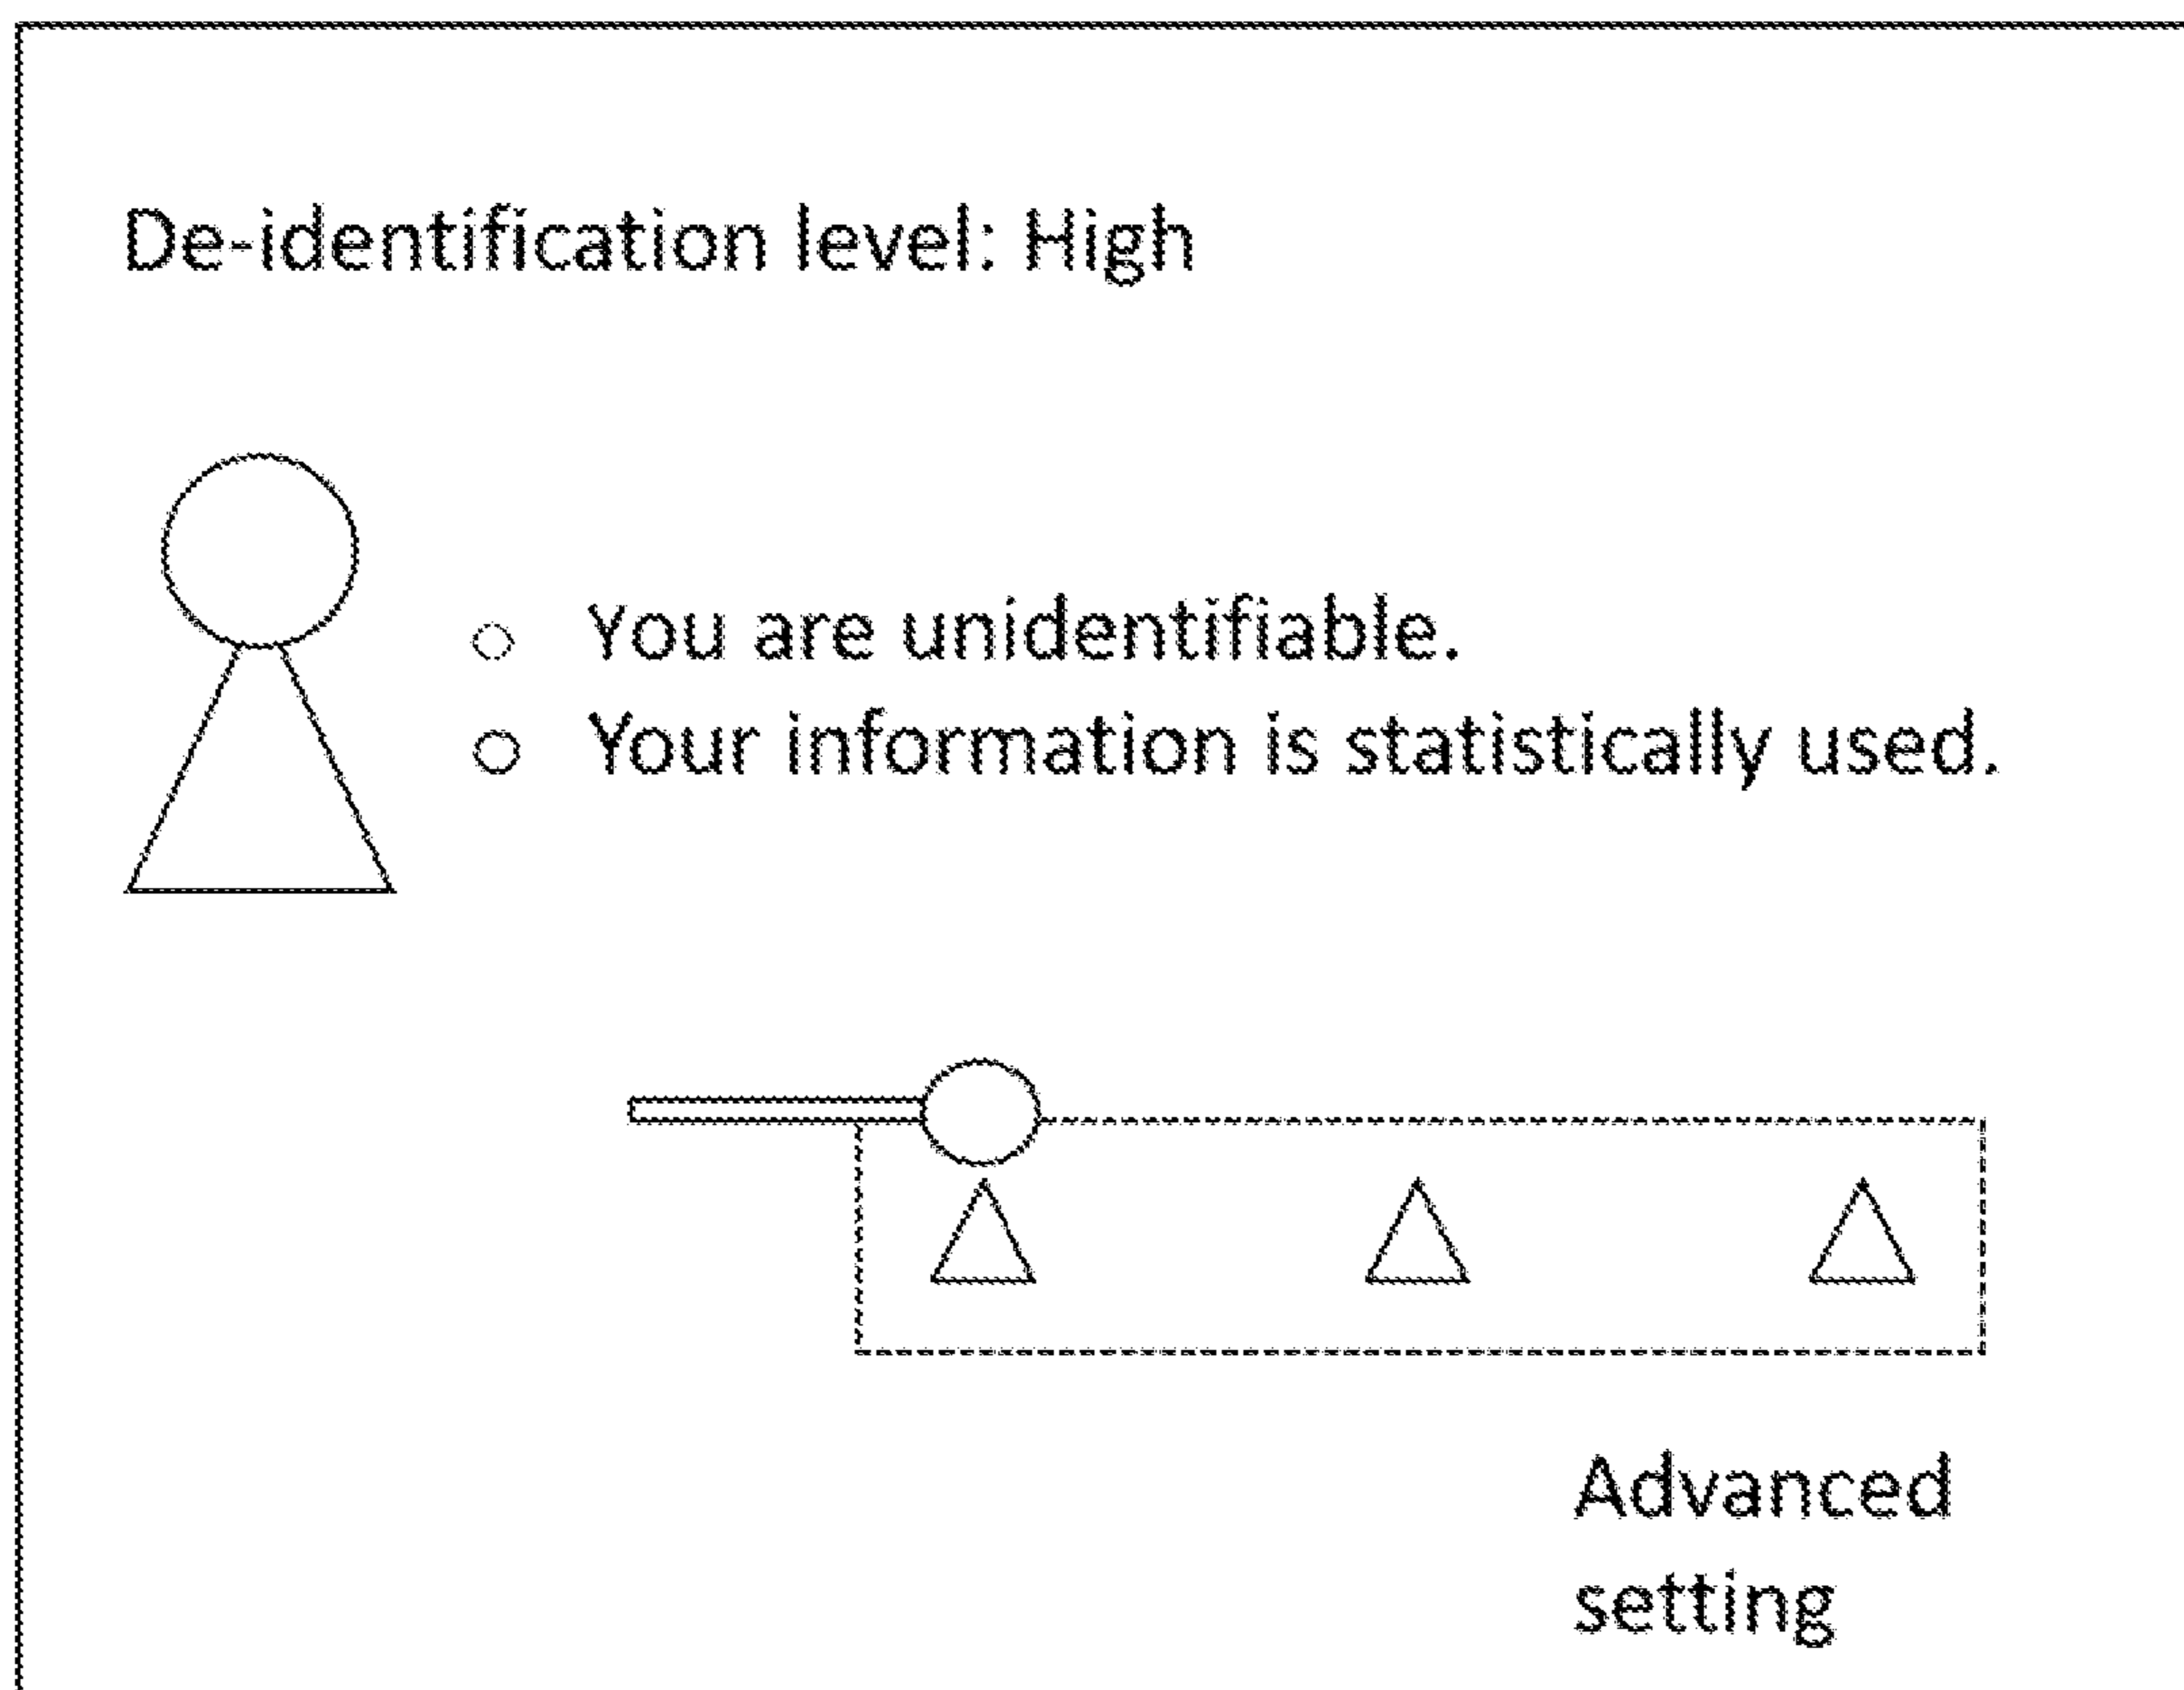 De-identification level: High
You are unidentifiable.
Your information is statistically used.
Advanced
setting